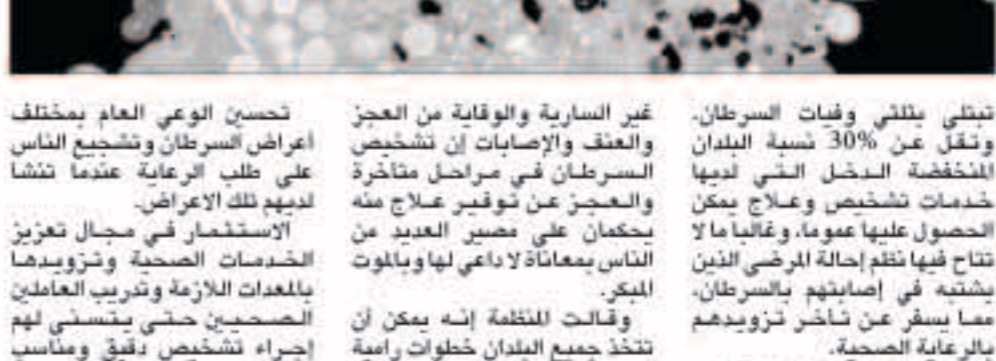 تبتلى بثلثي وفيات السرطان.
وتقل عن 30% نسبة البلدان
المنخفضة الدخل التي لديها
خدمات تشخيص وعلاج يمكن
الحصول عليها عموما، وغالبا ما لا
تتاح فيها نظم إحالة المرضى الذين
يشتبه في إصابتهم بالسرطان،
مما يسفر عن تأخر تزويدهم
بالرعاية الصحية.
غير السارية والوقاية من العجز
والعنف والإصابات إن تشخيص
السرطان في مراحل متأخرة
والعجز عن توفير علاج منه
يحكمان على مصير العديد من
الناس بمعاناة لا داعي لها وبالموت
المبكر.
وقالت المنظمة إنه يمكن أن
تتخذ جميع البلدان خطوات رامية
تحسين الوعي العام بمختلف
أعراض السرطان وتشجيع الناس
على طلب الرعاية عندما تنشا
لديهم تلك الاعراض.
الاستثمار في مجال تعزيز
الخدمات الصحية وتزويدها
بالمعدات اللازمة وتدريب العاملين
الصحيين حتى يتسنى لهم
إجراء تشخيص دقيق ومناسب